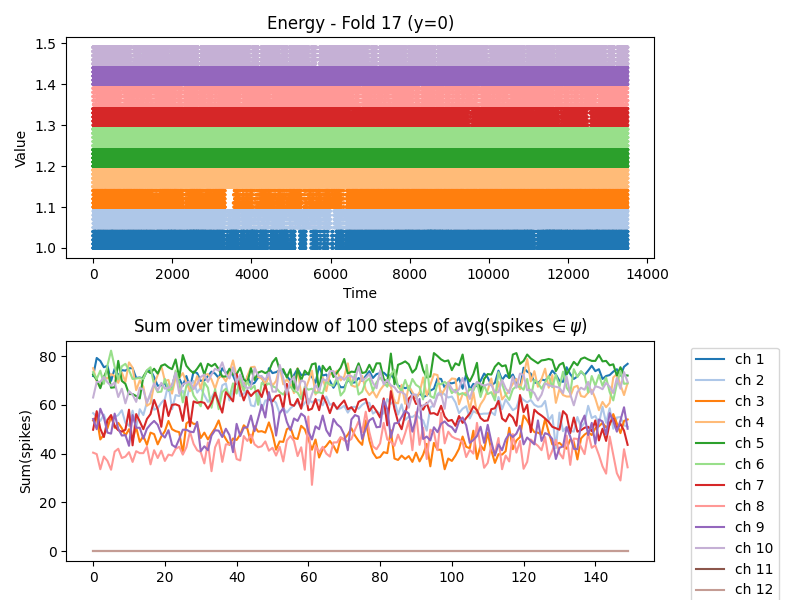 Energy - Fold 17 (y=0)
Value
1.5
1.4
1.3
1.2
1.1
1.0
0 2000 4000 6000 8000 10000 12000 14000
Time
Sum over timewindow of 100 steps of avg(spikes ∈ψ)
Sum(spikes)
80
60
40
20
0
0 20 40 60 80 100 120 140
ch 1
ch 2
ch 3
ch 4
ch 5
ch 6
ch 7
ch 8
ch 9
ch 10
ch 11
ch 12